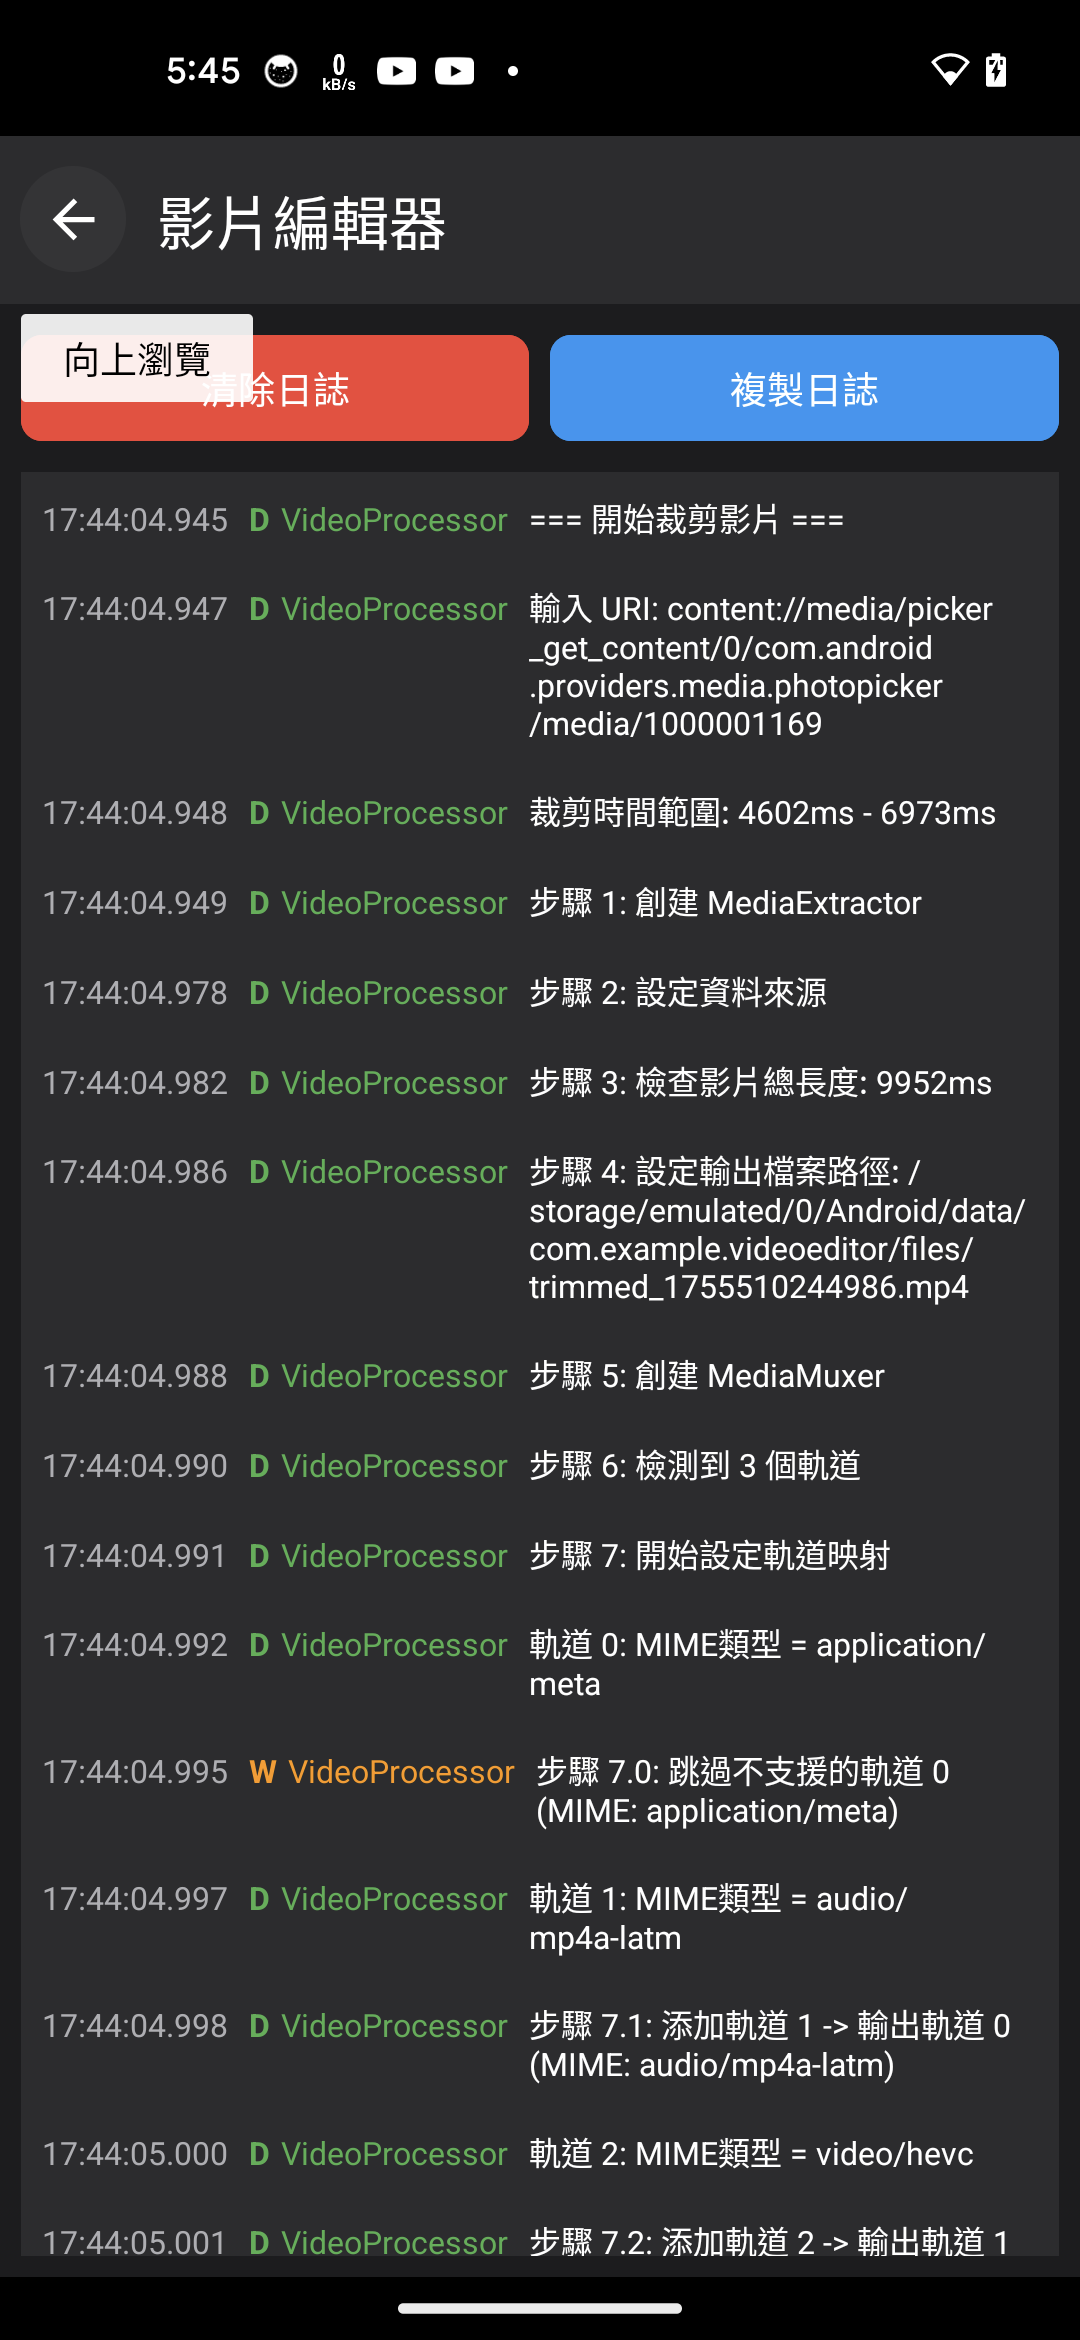 5:45
0
kB/s
影片編輯器
向上瀏覽
清除日誌
複製日誌
17:44:04.945 D VideoProcessor === 開始裁剪影片 ===
17:44:04.947 D VideoProcessor 輸入 URI: content://media/picker
_get_content/0/com.android
.providers.media.photopicker
/media/1000001169
17:44:04.948 D VideoProcessor 裁剪時間範圍: 4602ms - 6973ms
17:44:04.949 D VideoProcessor 步驟 1: 創建 MediaExtractor
17:44:04.978 D VideoProcessor 步驟 2: 設定資料來源
17:44:04.982 D VideoProcessor 步驟 3: 檢查影片總長度: 9952ms
17:44:04.986 D VideoProcessor 步驟 4: 設定輸出檔案路徑: /
storage/emulated/0/Android/data/
com.example.videoeditor/files/
trimmed_1755510244986.mp4
17:44:04.988 D VideoProcessor 步驟 5: 創建 MediaMuxer
17:44:04.990 D VideoProcessor 步驟 6: 檢測到 3 個軌道
17:44:04.991 D VideoProcessor 步驟 7: 開始設定軌道映射
17:44:04.992 D VideoProcessor 軌道 0: MIME類型 = application/
meta
17:44:04.995 W VideoProcessor 步驟 7.0: 跳過不支援的軌道 0
(MIME: application/meta)
17:44:04.997 D VideoProcessor 軌道 1: MIME類型 = audio/
mp4a-latm
17:44:04.998 D VideoProcessor 步驟 7.1: 添加軌道 1 -> 輸出軌道 0
(MIME: audio/mp4a-latm)
17:44:05.000 D VideoProcessor 軌道 2: MIME類型 = video/hevc
17:44:05.001 D VideoProcessor 步驟 7.2: 添加軌道 2 -> 輸出軌道 1